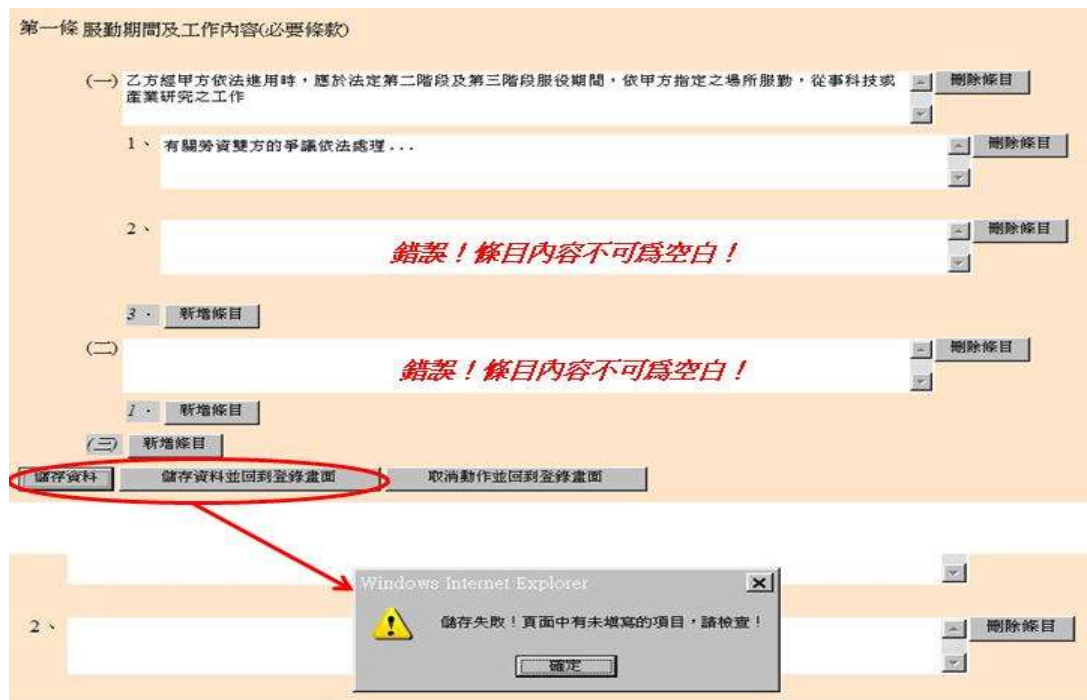 第一條 服勤期間及工作內容(必要條款)
(一) 乙方經甲方依法進用時，應於法定第二階段及第三階段服役期間，依甲方指定之場所服勤，從事科技或 刪除條目
產業研究之工作
1、 有關勞資雙方的爭議依法處理... 刪除條目
2、 刪除條目
錯誤！條目內容不可爲空白！
3． 新增條目
(二) 刪除條目
錯誤！條目內容不可爲空白！
1． 新增條目
(三) 新增條目
儲存資料 儲存資料並回到登錄畫面 取消動作並回到登錄畫面
Windows Internet Explorer
儲存失敗！頁面中有未填寫的項目，請檢查！
2、 刪除條目
確定